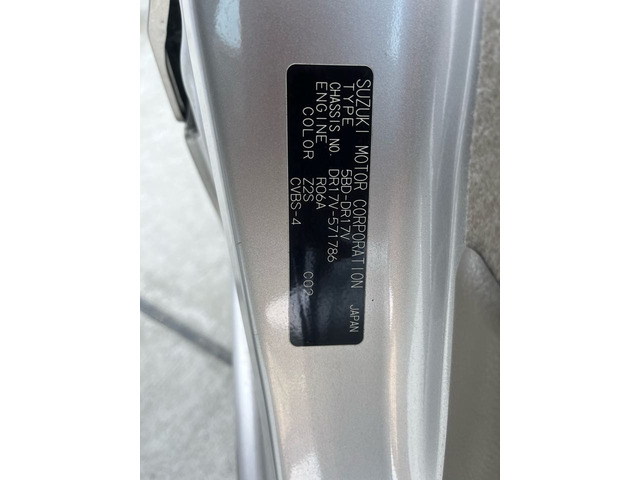 SUZUKI MOTOR CORPORATION JAPAN
TYPE 5BD-DR17V
CHASSIS NO. DR17V-571786
ENGINE R06A
COLOR Z2S C02
CVBS-4